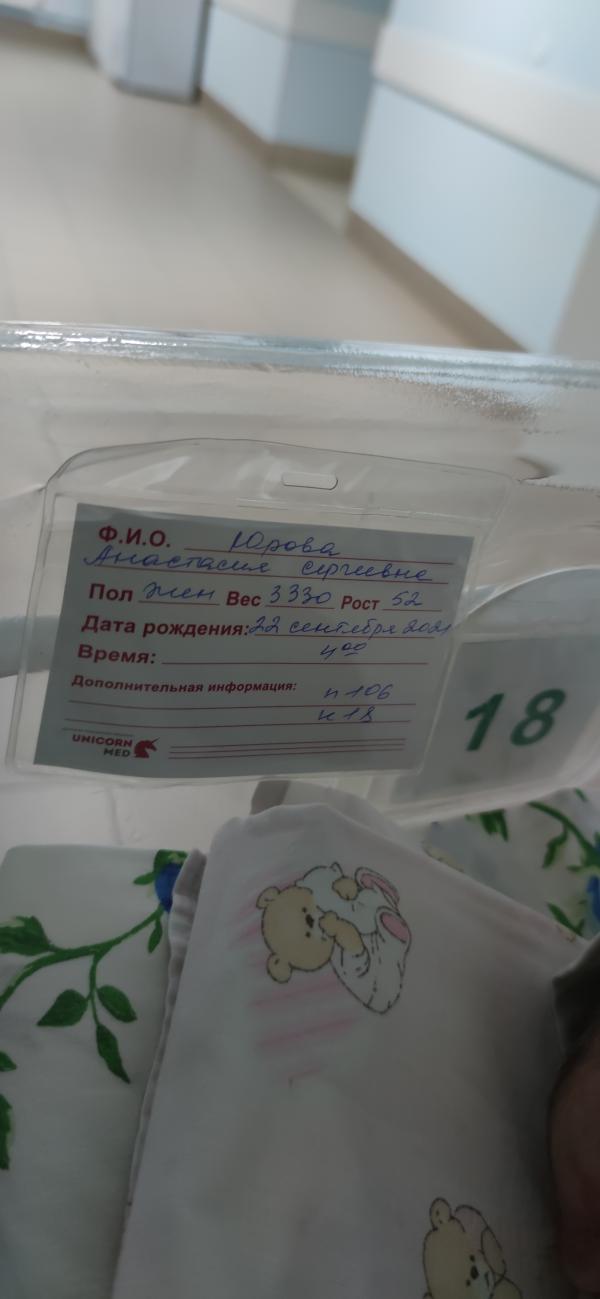 Ф.И.О. Юрова
Анастасия Сергеевна
Пол жен Вес 3330 Рост 52
Дата рождения: 22 сентября 2021
Время: 4⁰⁰
Дополнительная информация: п 106
к 18
UNICORN
MED
18